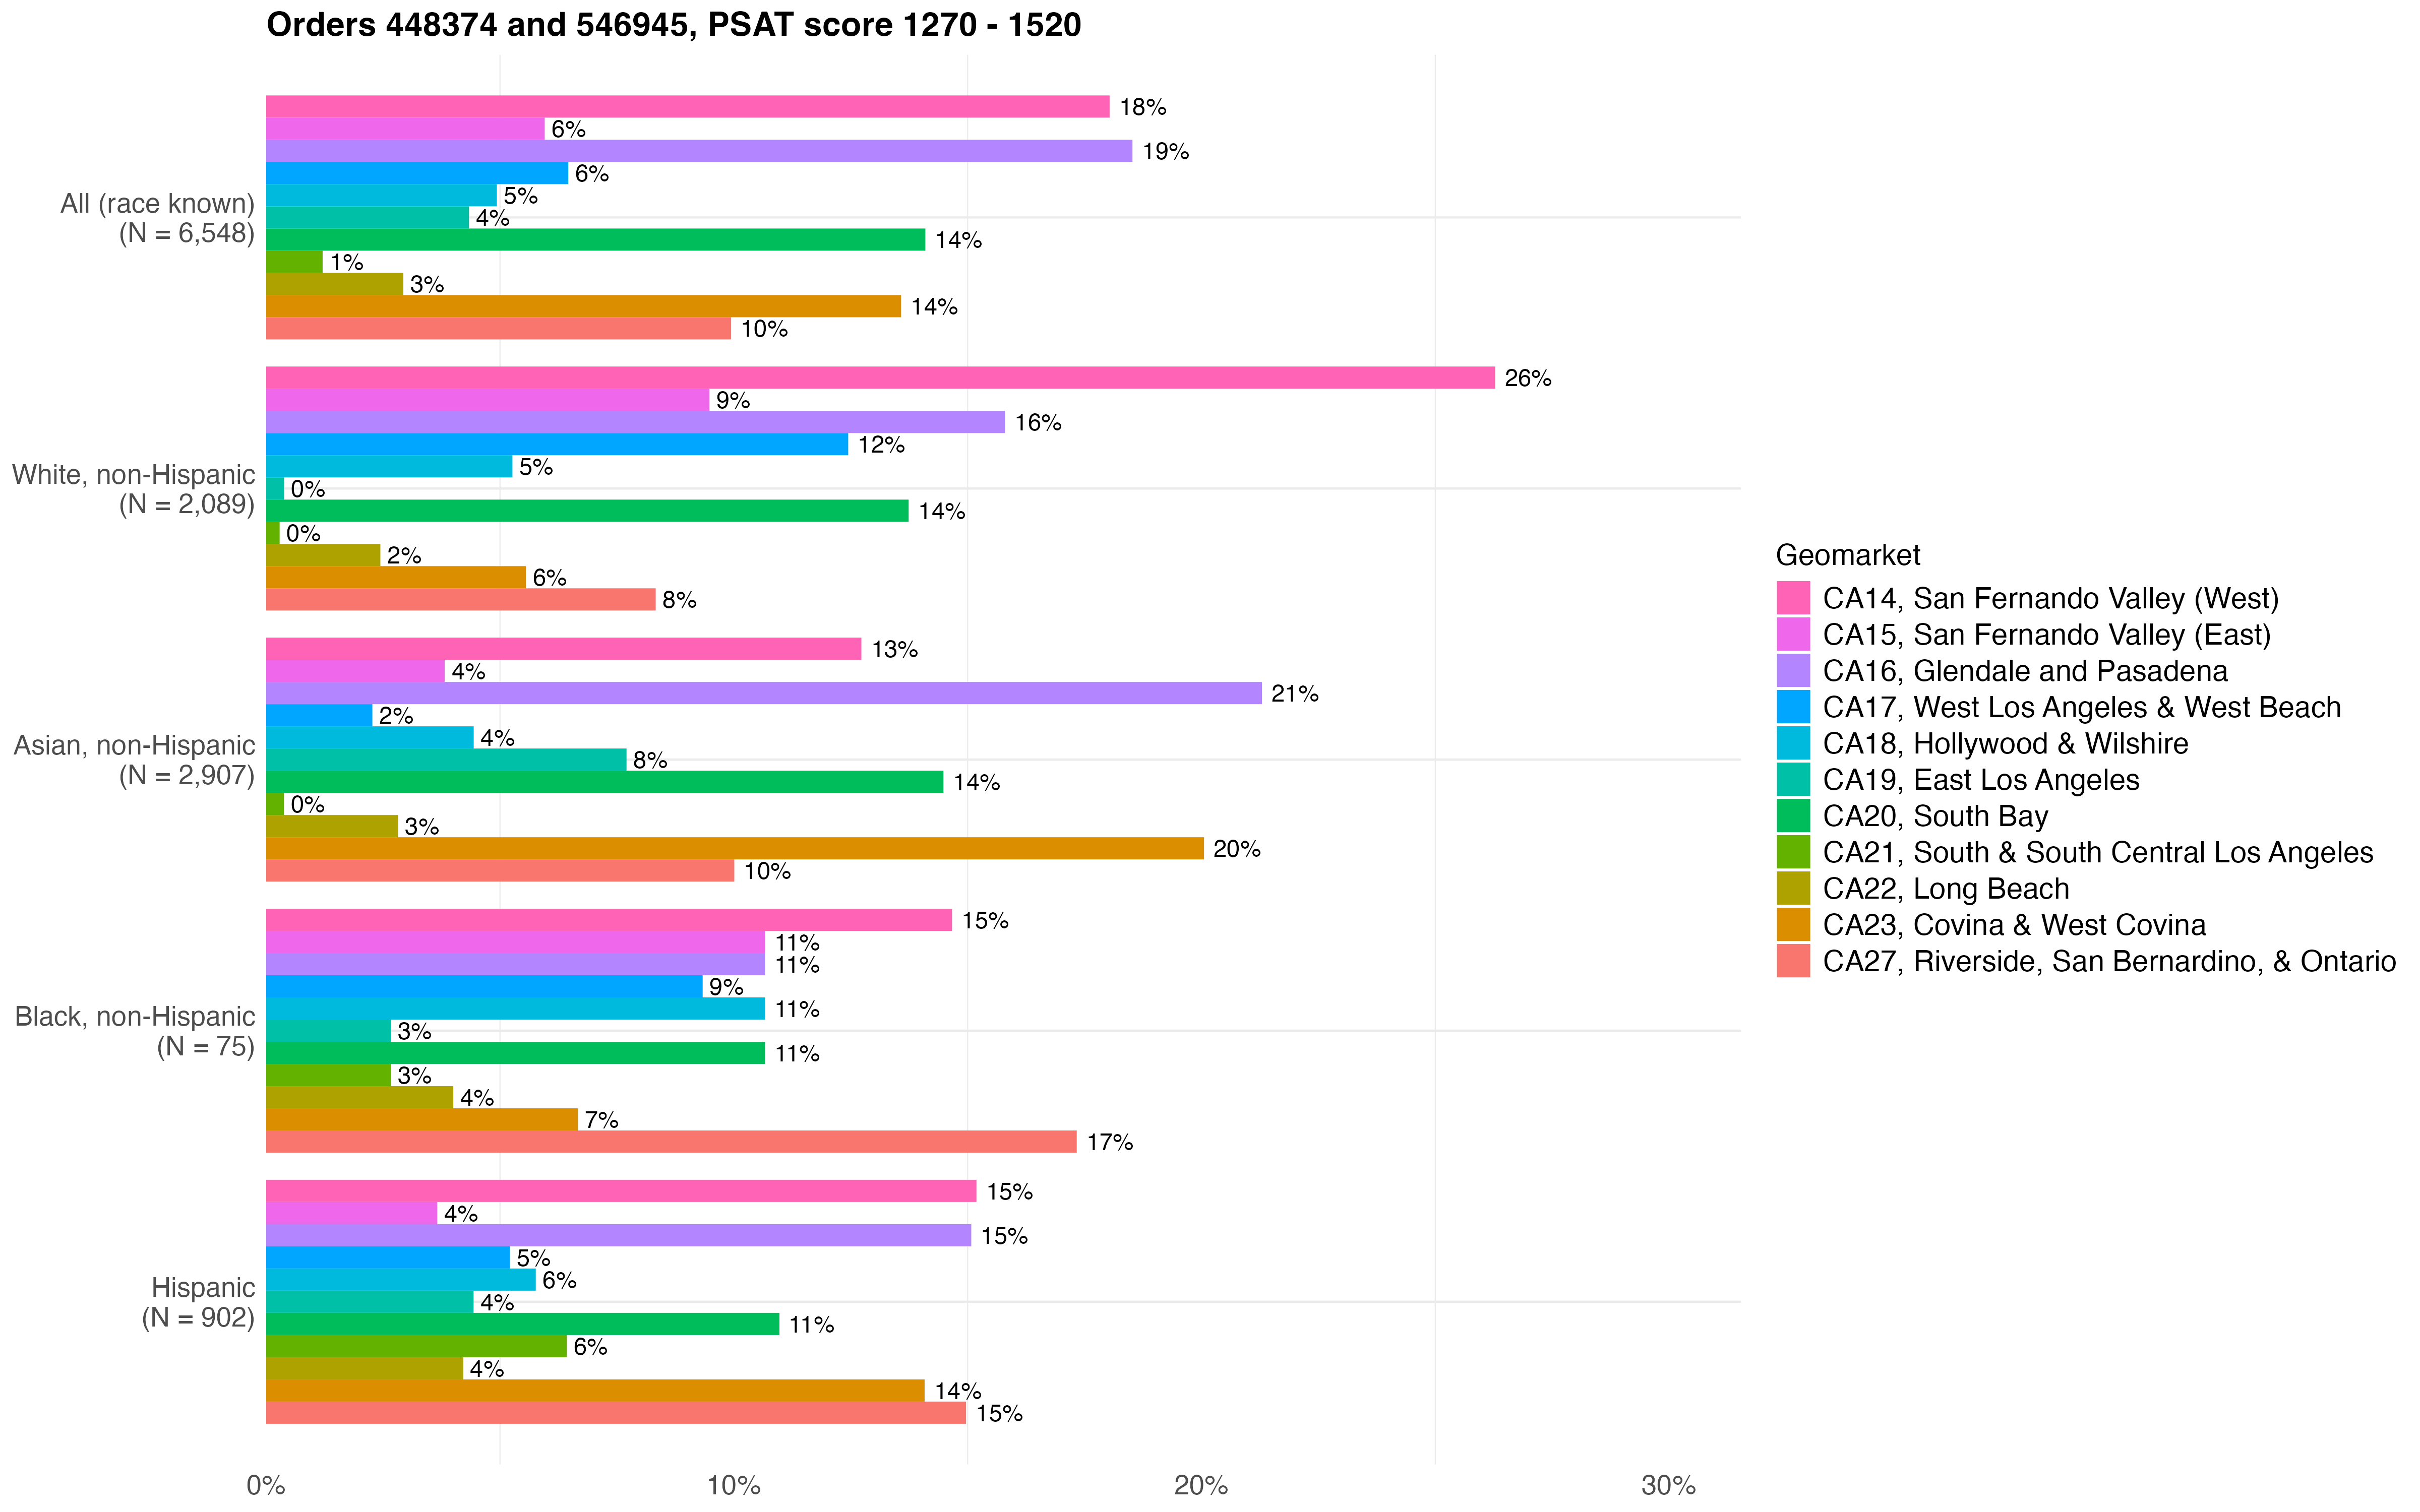 Orders 448374 and 546945, PSAT score 1270 - 1520
All (race known)
(N = 6,548)
18%
6%
19%
6%
5%
4%
14%
1%
3%
14%
10%
White, non-Hispanic
(N = 2,089)
26%
9%
16%
12%
5%
0%
14%
0%
2%
6%
8%
Asian, non-Hispanic
(N = 2,907)
13%
4%
21%
2%
4%
8%
14%
0%
3%
20%
10%
Black, non-Hispanic
(N = 75)
15%
11%
11%
9%
11%
3%
11%
3%
4%
7%
17%
Hispanic
(N = 902)
15%
4%
15%
5%
6%
4%
11%
6%
4%
14%
15%
0%
10%
20%
30%
Geomarket
CA14, San Fernando Valley (West)
CA15, San Fernando Valley (East)
CA16, Glendale and Pasadena
CA17, West Los Angeles & West Beach
CA18, Hollywood & Wilshire
CA19, East Los Angeles
CA20, South Bay
CA21, South & South Central Los Angeles
CA22, Long Beach
CA23, Covina & West Covina
CA27, Riverside, San Bernardino, & Ontario